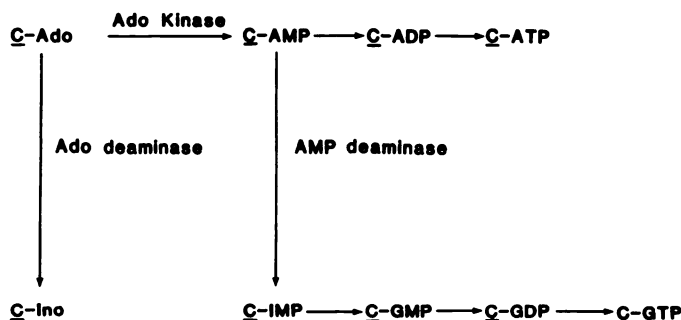 Ado Kinase
C-Ado C-AMP C-ADP C-ATP
Ado deaminase AMP deaminase
C-Ino C-IMP C-GMP C-GDP C-GTP